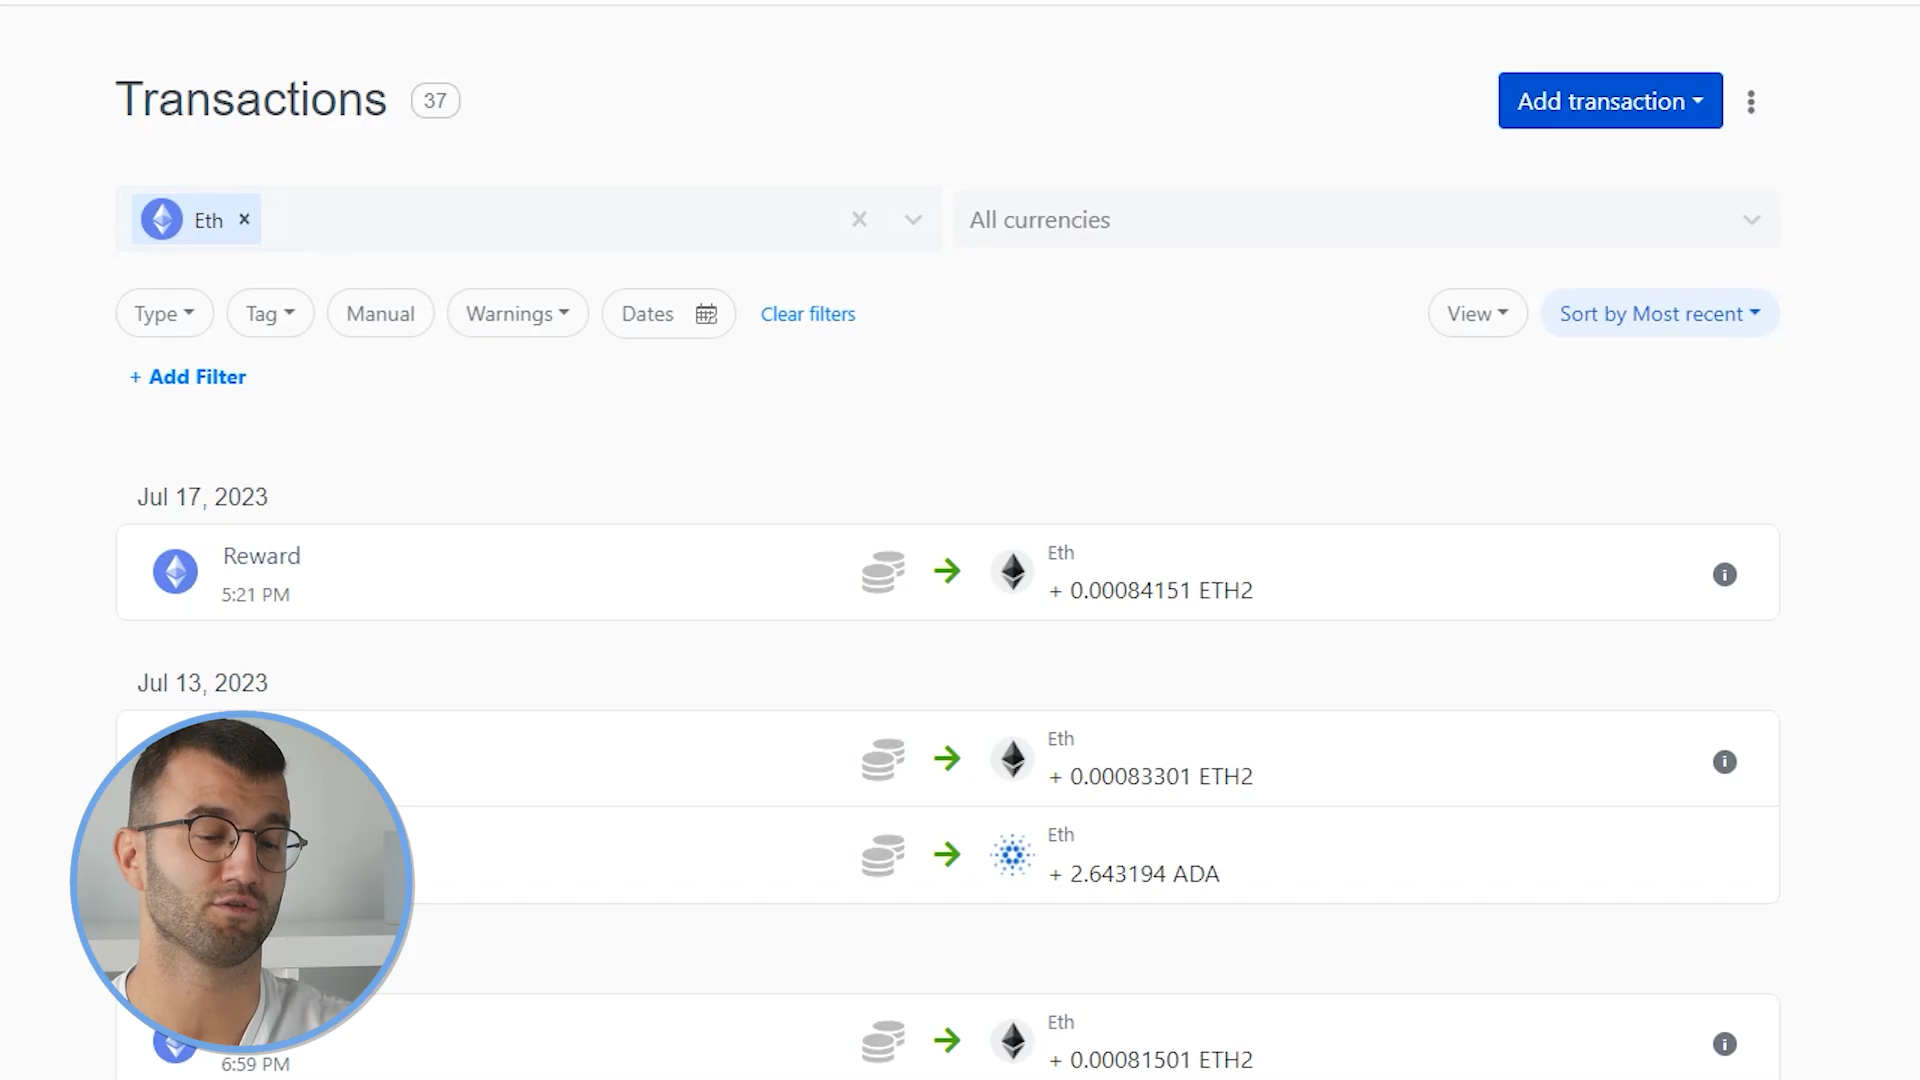 Transactions 37
Add transaction
Eth ×
All currencies
Type
Tag
Manual
Warnings
Dates
Clear filters
View
Sort by Most recent
+ Add Filter
Jul 17, 2023
Reward
5:21 PM
Eth
+ 0.00084151 ETH2
Jul 13, 2023
Eth
+ 0.00083301 ETH2
Eth
+ 2.643194 ADA
Eth
+ 0.00081501 ETH2
6:59 PM